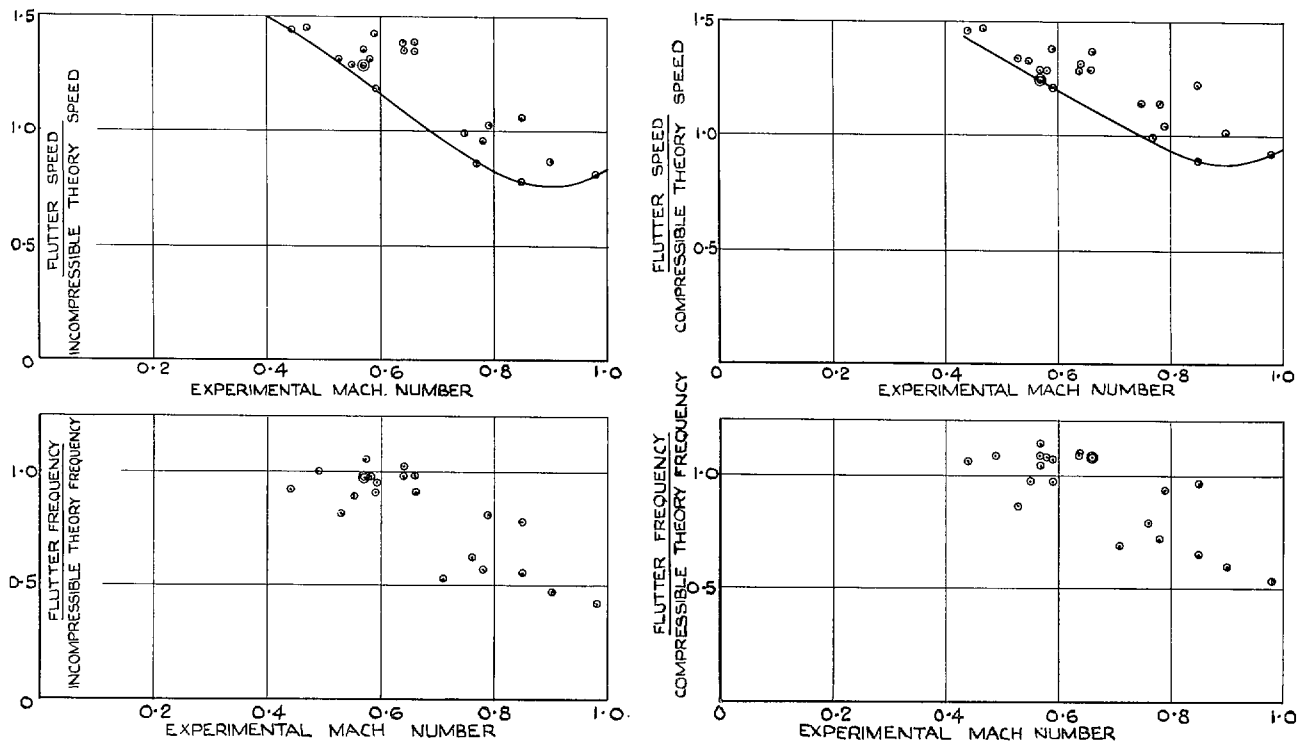 1.5
1.0
0.5
0
FLUTTER SPEED
INCOMPRESSIBLE THEORY SPEED
0.2
0.4
0.6
0.8
1.0
EXPERIMENTAL MACH. NUMBER
1.5
1.0
0.5
0
FLUTTER SPEED
COMPRESSIBLE THEORY SPEED
0
0.2
0.4
0.6
0.8
1.0
EXPERIMENTAL MACH NUMBER
1.0
0.5
0
FLUTTER FREQUENCY
INCOMPRESSIBLE THEORY FREQUENCY
0.2
0.4
0.6
0.8
1.0
EXPERIMENTAL MACH NUMBER
1.0
0.5
FLUTTER FREQUENCY
COMPRESSIBLE THEORY FREQUENCY
0
0.2
0.4
0.6
0.8
1.0
EXPERIMENTAL MACH NUMBER